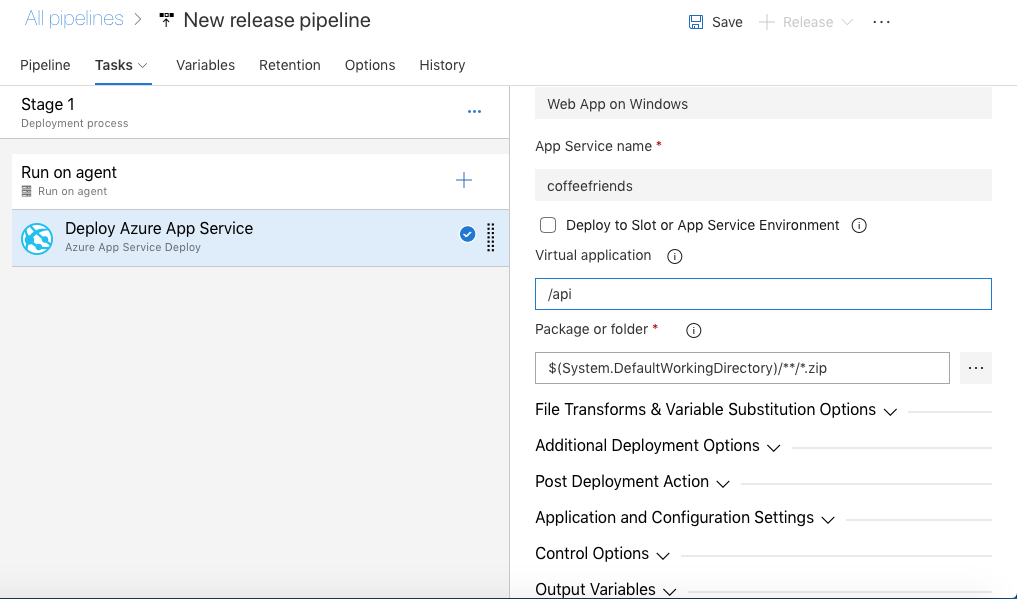 All pipelines > New release pipeline
Save
Release
Pipeline
Tasks
Variables
Retention
Options
History
Stage 1
Deployment process
Run on agent
Run on agent
Deploy Azure App Service
Azure App Service Deploy
Web App on Windows
App Service name *
coffeefriends
Deploy to Slot or App Service Environment
Virtual application
/api
Package or folder *
$(System.DefaultWorkingDirectory)/**/*.zip
File Transforms & Variable Substitution Options
Additional Deployment Options
Post Deployment Action
Application and Configuration Settings
Control Options
Output Variables